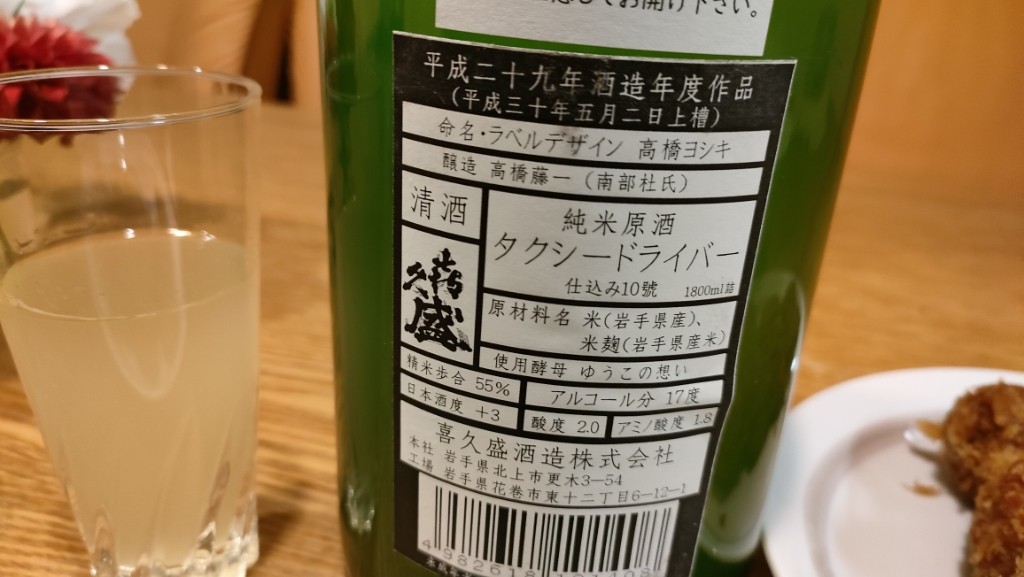 てお開け下さい。
平成二十九年酒造年度作品
(平成三十年五月二日上槽)
命名・ラベルデザイン 高橋ヨシキ
醸造 高橋藤一(南部杜氏)
清酒
喜久盛
純米原酒
タクシードライバー
仕込み10號 1800ml詰
原材料名 米(岩手県産)、
米麹(岩手県産米)
使用酵母 ゆうこの想い
精米歩合 55%
アルコール分 17度
日本酒度 +3
酸度 2.0
アミノ酸度 1.8
喜久盛酒造株式会社
本社 岩手県北上市更木3-54
工場 岩手県花巻市東十二丁目6-12-1
4 982618